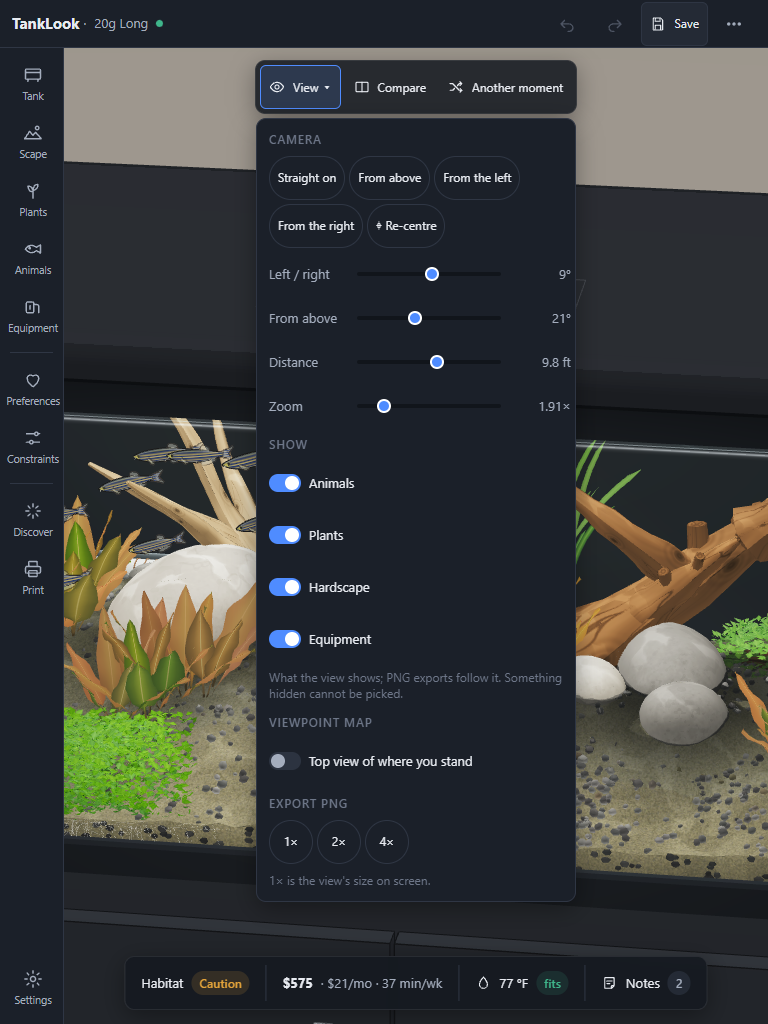 TankLook · 20g Long
Save
Tank
Scape
Plants
Animals
Equipment
Preferences
Constraints
Discover
Print
Settings
View
Compare
Another moment
CAMERA
Straight on
From above
From the left
From the right
Re-centre
Left / right 9°
From above 21°
Distance 9.8 ft
Zoom 1.91×
SHOW
Animals
Plants
Hardscape
Equipment
What the view shows; PNG exports follow it. Something
hidden cannot be picked.
VIEWPOINT MAP
Top view of where you stand
EXPORT PNG
1× 2× 4×
1× is the view's size on screen.
Habitat Caution $575 · $21/mo · 37 min/wk 77 °F fits Notes 2